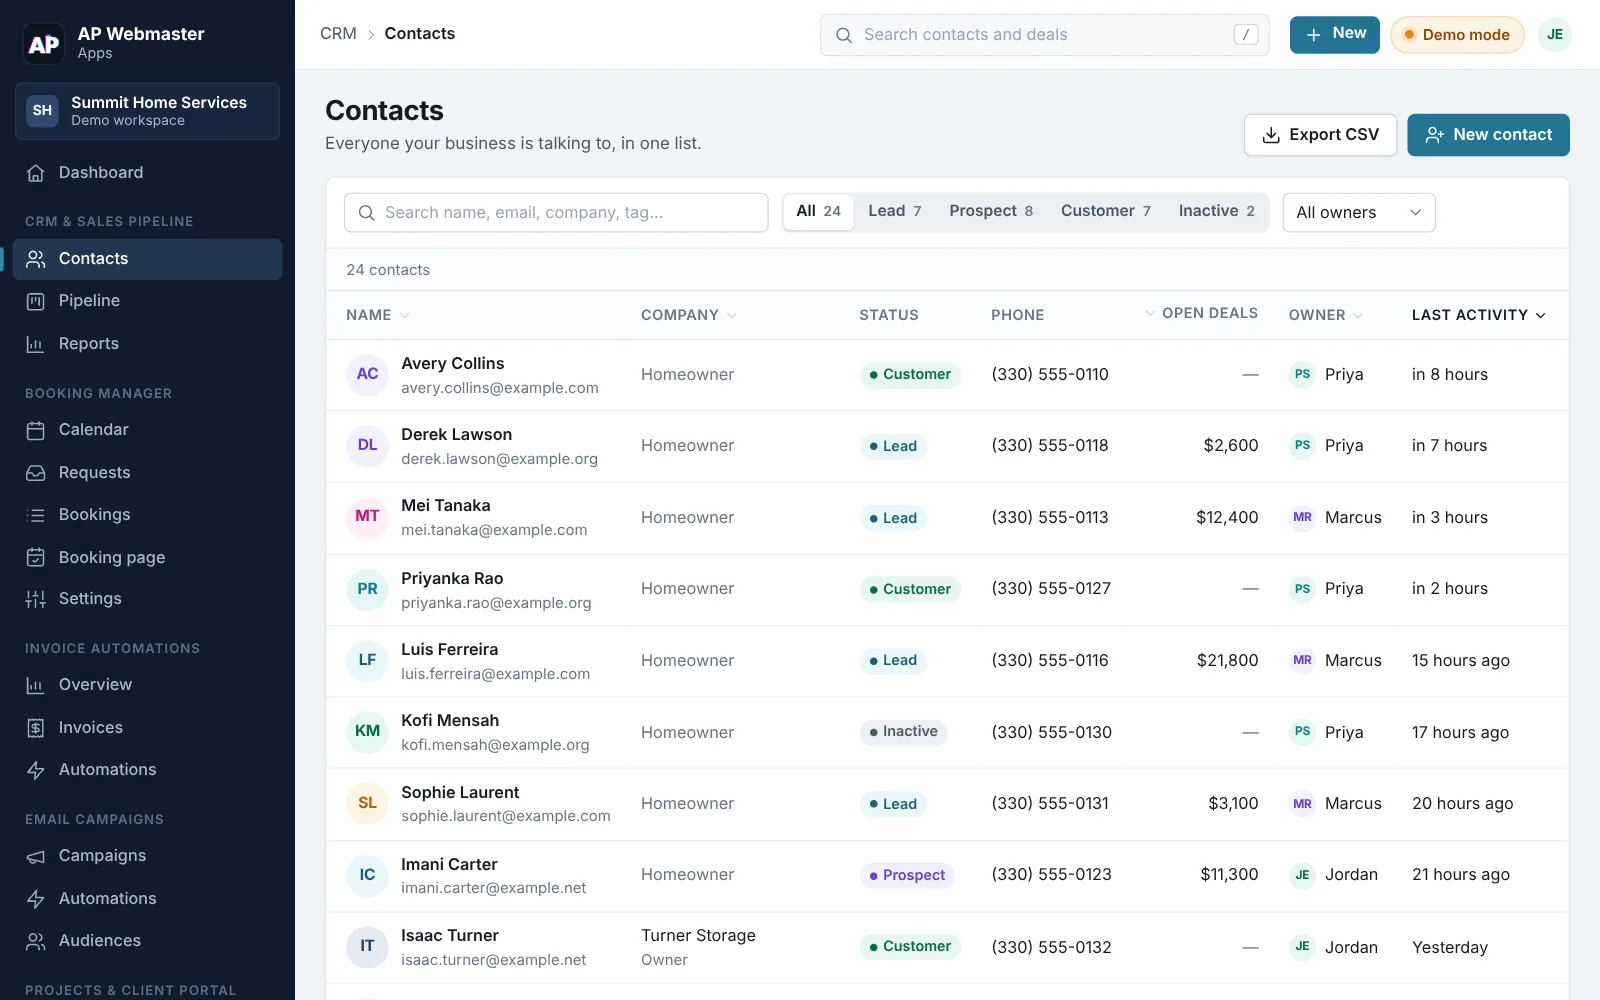 AP
AP Webmaster
Apps
SH
Summit Home Services
Demo workspace
Dashboard
CRM & SALES PIPELINE
Contacts
Pipeline
Reports
BOOKING MANAGER
Calendar
Requests
Bookings
Booking page
Settings
INVOICE AUTOMATIONS
Overview
Invoices
Automations
EMAIL CAMPAIGNS
Campaigns
Automations
Audiences
PROJECTS & CLIENT PORTAL
CRM > Contacts
Search contacts and deals /
+ New
Demo mode
JE
Contacts
Everyone your business is talking to, in one list.
Export CSV
New contact
Search name, email, company, tag...
All 24 Lead 7 Prospect 8 Customer 7 Inactive 2
All owners
24 contacts
NAME COMPANY STATUS PHONE OPEN DEALS OWNER LAST ACTIVITY
AC Avery Collins Homeowner Customer (330) 555-0110 — PS Priya in 8 hours
avery.collins@example.com
DL Derek Lawson Homeowner Lead (330) 555-0118 $2,600 PS Priya in 7 hours
derek.lawson@example.org
MT Mei Tanaka Homeowner Lead (330) 555-0113 $12,400 MR Marcus in 3 hours
mei.tanaka@example.com
PR Priyanka Rao Homeowner Customer (330) 555-0127 — PS Priya in 2 hours
priyanka.rao@example.org
LF Luis Ferreira Homeowner Lead (330) 555-0116 $21,800 MR Marcus 15 hours ago
luis.ferreira@example.com
KM Kofi Mensah Homeowner Inactive (330) 555-0130 — PS Priya 17 hours ago
kofi.mensah@example.org
SL Sophie Laurent Homeowner Lead (330) 555-0131 $3,100 MR Marcus 20 hours ago
sophie.laurent@example.com
IC Imani Carter Homeowner Prospect (330) 555-0123 $11,300 JE Jordan 21 hours ago
imani.carter@example.net
IT Isaac Turner Turner Storage Customer (330) 555-0132 — JE Jordan Yesterday
isaac.turner@example.net Owner